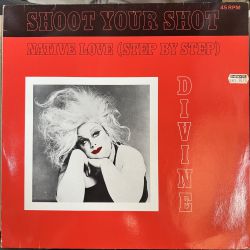 SHOOT YOUR SHOT
45 RPM
NATIVE LOVE (STEP BY STEP)
DIVINE